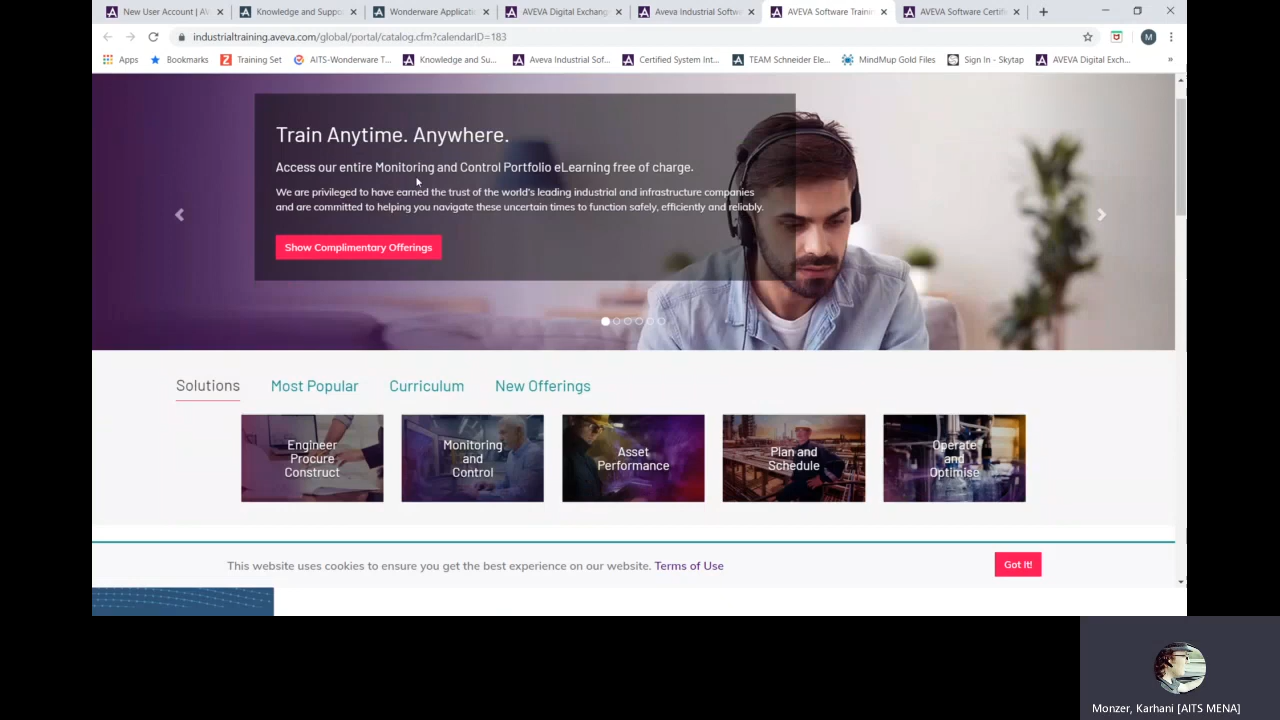 New User Account | AV
Knowledge and Suppo
Wonderware Applicatio
AVEVA Digital Exchang
Aveva Industrial Softwa
AVEVA Software Trainin
AVEVA Software Certifi
industrialtraining.aveva.com/global/portal/catalog.cfm?calendarID=183
M
Apps
Bookmarks
Training Set
AITS-Wonderware T...
Knowledge and Su...
Aveva Industrial Sof...
Certified System Int...
TEAM Schneider Ele...
MindMup Gold Files
Sign In - Skytap
AVEVA Digital Exch...
Train Anytime. Anywhere.
Access our entire Monitoring and Control Portfolio eLearning free of charge.
We are privileged to have earned the trust of the world's leading industrial and infrastructure companies
and are committed to helping you navigate these uncertain times to function safely, efficiently and reliably.
Show Complimentary Offerings
Solutions
Most Popular
Curriculum
New Offerings
Engineer
Procure
Construct
Monitoring
and
Control
Asset
Performance
Plan and
Schedule
Operate
and
Optimise
This website uses cookies to ensure you get the best experience on our website. Terms of Use
Got it!
Monzer, Karhani [AITS MENA]